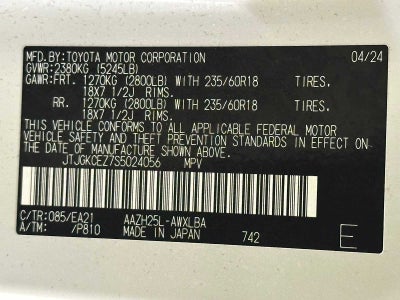 MFD.BY:TOYOTA MOTOR CORPORATION 04/24
GVWR:2380KG (5245LB)
GAWR:FRT. 1270KG (2800LB) WITH 235/60R18 TIRES,
18X7 1/2J RIMS
RR. 1270KG (2800LB) WITH 235/60R18 TIRES,
18X7 1/2J RIMS
THIS VEHICLE CONFORMS TO ALL APPLICABLE FEDERAL MOTOR
VEHICLE SAFETY AND THEFT PREVENTION STANDARDS IN EFFECT
ON THE DATE OF MANUFACTURE SHOWN ABOVE.
JTJGKCEZ7S5024056 MPV
C/TR:085/EA21 AAZH25L-AWXLBA
A/TM: /P810 MADE IN JAPAN 742 E